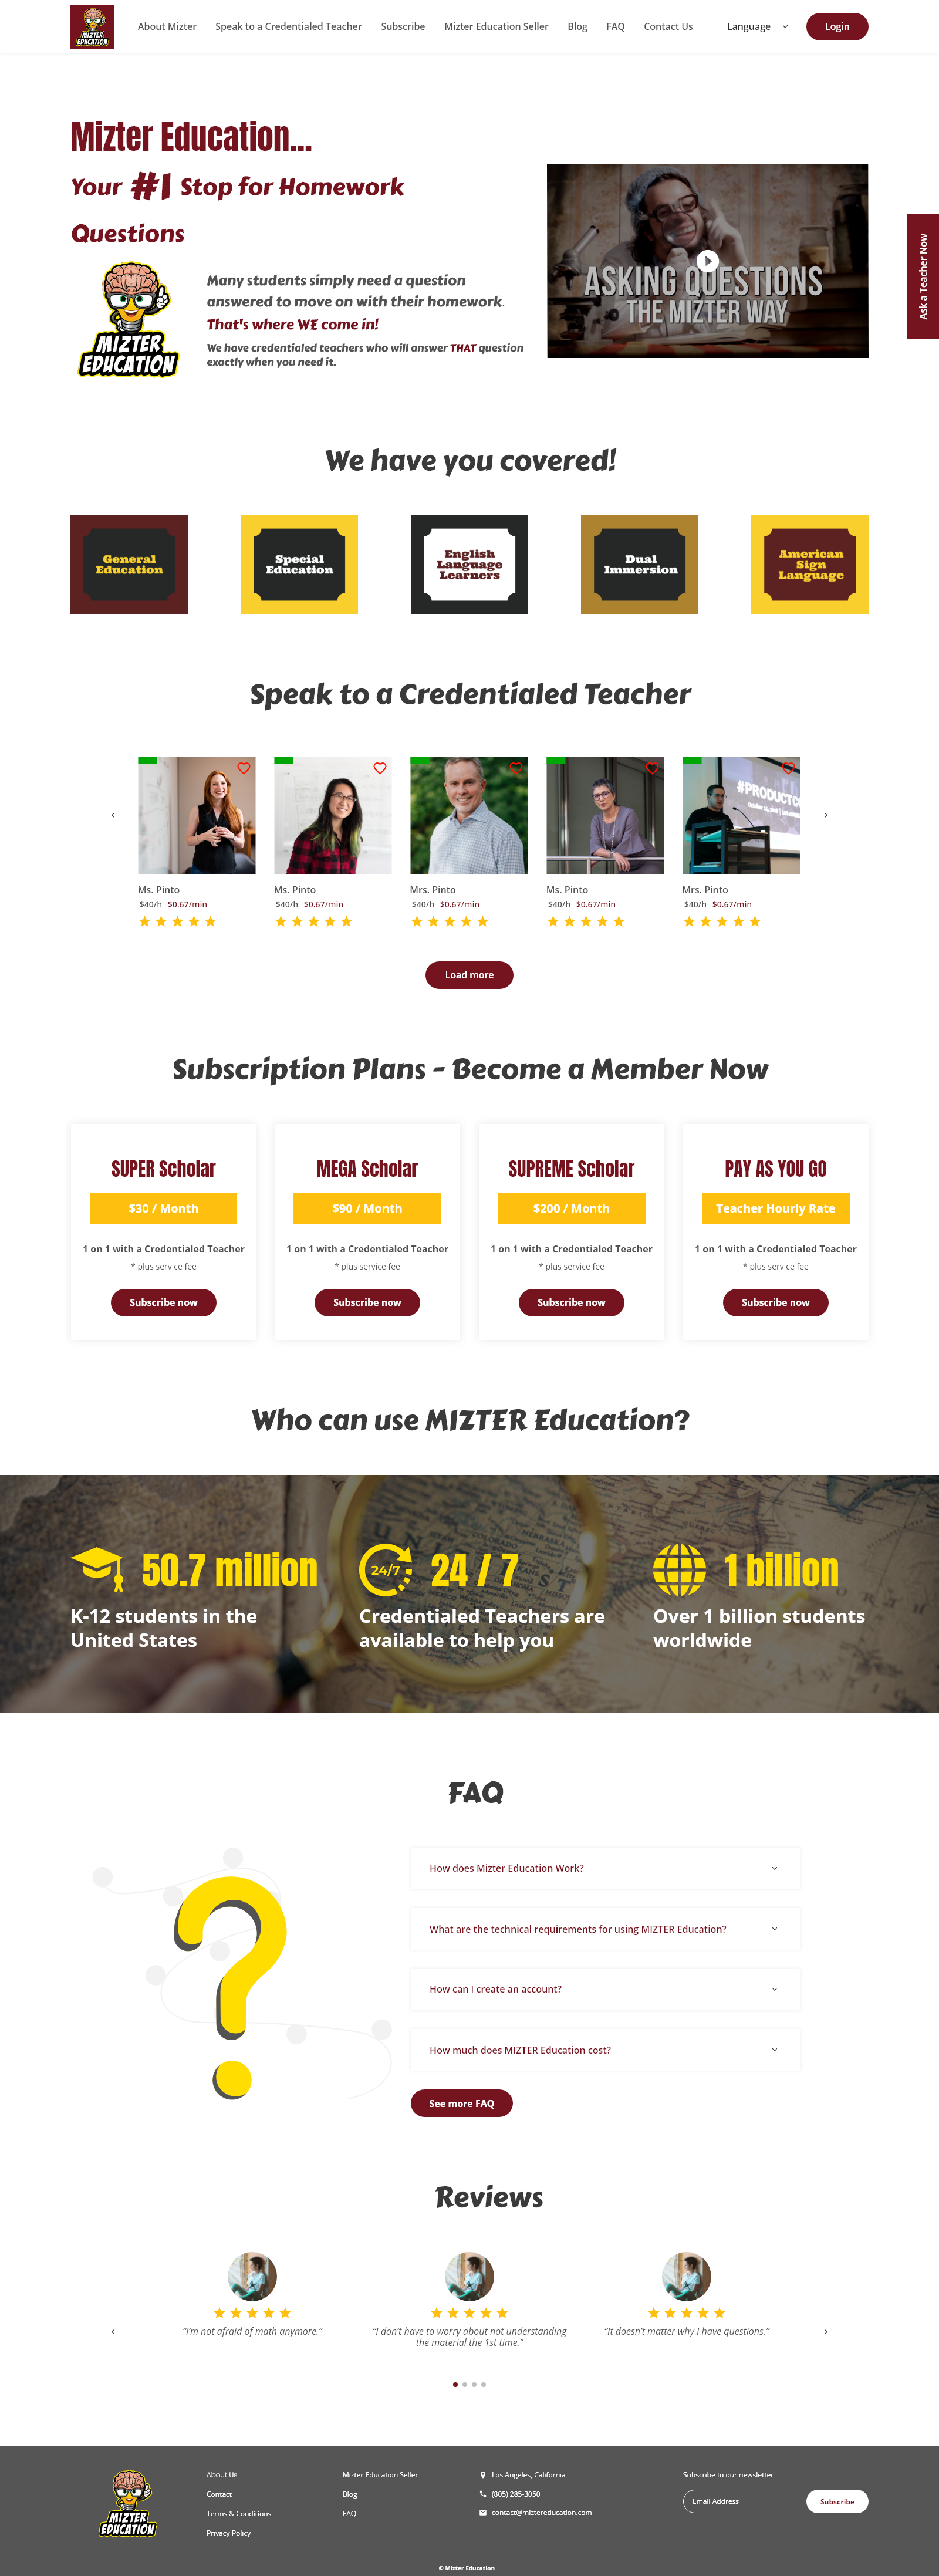 MIZTER
EDUCATION
About Mizter
Speak to a Credentialed Teacher
Subscribe
Mizter Education Seller
Blog
FAQ
Contact Us
Language
Login
Mizter Education...
Your #1 Stop for Homework
Questions
MIZTER
EDUCATION
Many students simply need a question
answered to move on with their homework.
That's where WE come in!
We have credentialed teachers who will answer THAT question
exactly when you need it.
ASKING QUESTIONS
THE MIZTER WAY
Ask a Teacher Now
We have you covered!
General
Education
Special
Education
English
Language
Learners
Dual
Immersion
American
Sign
Language
Speak to a Credentialed Teacher
#PRODUCTCO
Ms. Pinto
$40/h $0.67/min
Ms. Pinto
$40/h $0.67/min
Mrs. Pinto
$40/h $0.67/min
Ms. Pinto
$40/h $0.67/min
Mrs. Pinto
$40/h $0.67/min
Load more
Subscription Plans - Become a Member Now
SUPER Scholar
$30 / Month
1 on 1 with a Credentialed Teacher
* plus service fee
Subscribe now
MEGA Scholar
$90 / Month
1 on 1 with a Credentialed Teacher
* plus service fee
Subscribe now
SUPREME Scholar
$200 / Month
1 on 1 with a Credentialed Teacher
* plus service fee
Subscribe now
PAY AS YOU GO
Teacher Hourly Rate
1 on 1 with a Credentialed Teacher
* plus service fee
Subscribe now
Who can use MIZTER Education?
50.7 million
K-12 students in the
United States
24/7
24 / 7
Credentialed Teachers are
available to help you
1 billion
Over 1 billion students
worldwide
FAQ
How does Mizter Education Work?
What are the technical requirements for using MIZTER Education?
How can I create an account?
How much does MIZTER Education cost?
See more FAQ
Reviews
“I’m not afraid of math anymore.”
“I don’t have to worry about not understanding
the material the 1st time.”
“It doesn’t matter why I have questions.”
MIZTER
EDUCATION
About Us
Contact
Terms & Conditions
Privacy Policy
Mizter Education Seller
Blog
FAQ
Los Angeles, California
(805) 285-3050
contact@miztereducation.com
Subscribe to our newsletter
Email Address
Subscribe
© Mizter Education